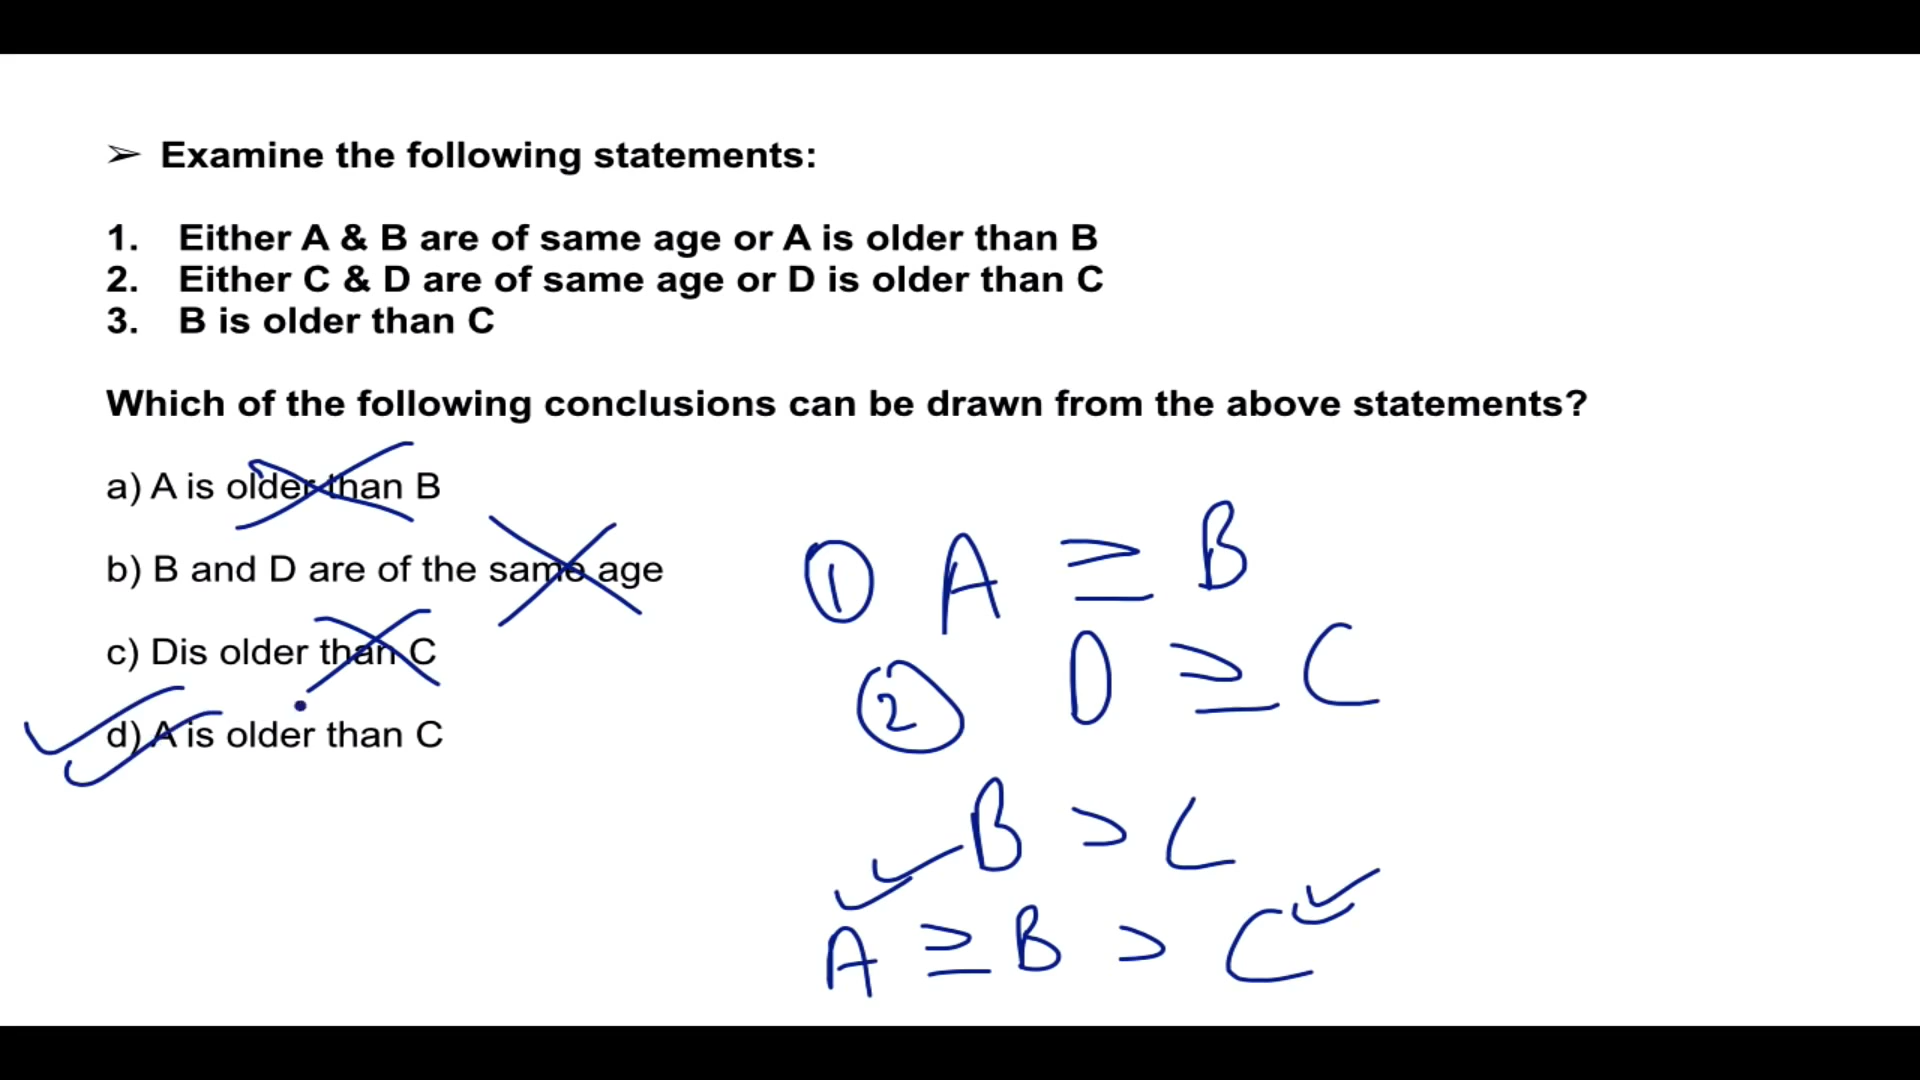 ➢ Examine the following statements:
1. Either A & B are of same age or A is older than B
2. Either C & D are of same age or D is older than C
3. B is older than C
Which of the following conclusions can be drawn from the above statements?
a) A is older than B
b) B and D are of the same age
c) Dis older than C
d) A is older than C
① A ≥ B
② D ≥ C
B > C
A ≥ B > C